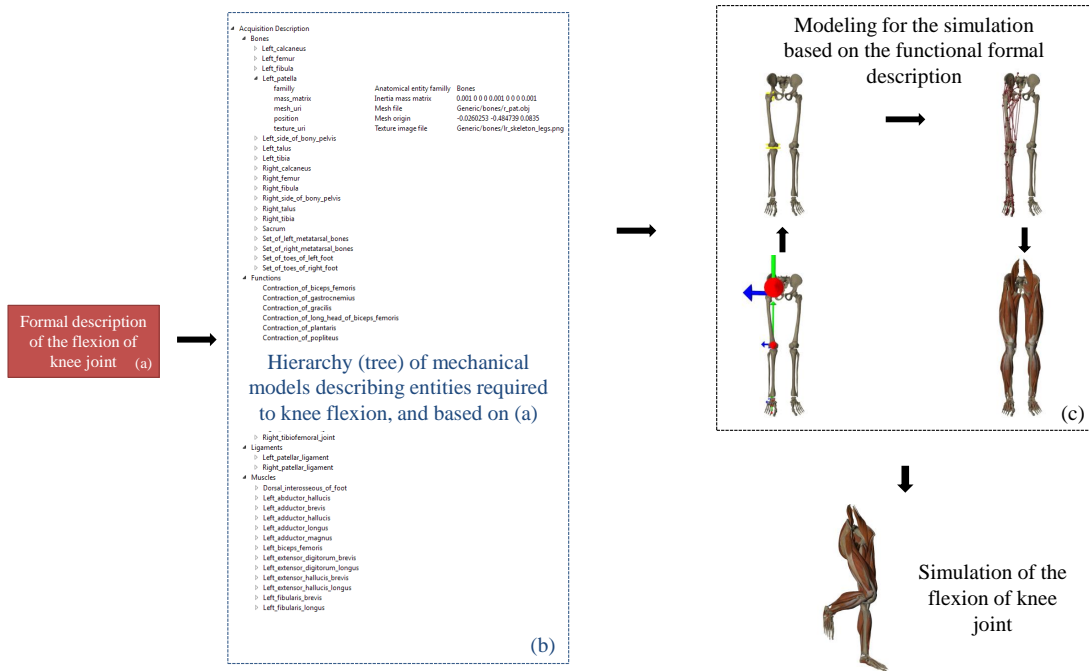 Formal description
of the flexion of
knee joint (a)
Acquisition Description
Bones
Left_calcaneus
Left_femur
Left_fibula
Left_patella
familly Anatomical entity familly Bones
mass_matrix Inertia mass matrix 0.001 0 0 0 0.001 0 0 0 0.001
mesh_uri Mesh file Generic/bones/r_pat.obj
position Mesh origin -0.0260253 -0.484739 0.0835
texture_uri Texture image file Generic/bones/lr_skeleton_legs.png
Left_side_of_bony_pelvis
Left_talus
Left_tibia
Right_calcaneus
Right_femur
Right_fibula
Right_side_of_bony_pelvis
Right_talus
Right_tibia
Sacrum
Set_of_left_metatarsal_bones
Set_of_right_metatarsal_bones
Set_of_toes_of_left_foot
Set_of_toes_of_right_foot
Functions
Contraction_of_biceps_femoris
Contraction_of_gastrocnemius
Contraction_of_gracilis
Contraction_of_long_head_of_biceps_femoris
Contraction_of_plantaris
Contraction_of_popliteus
Hierarchy (tree) of mechanical
models describing entities required
to knee flexion, and based on (a)
Right_tibiofemoral_joint
Ligaments
Left_patellar_ligament
Right_patellar_ligament
Muscles
Dorsal_interosseous_of_foot
Left_abductor_hallucis
Left_adductor_brevis
Left_adductor_hallucis
Left_adductor_longus
Left_adductor_magnus
Left_biceps_femoris
Left_extensor_digitorum_brevis
Left_extensor_digitorum_longus
Left_extensor_hallucis_brevis
Left_extensor_hallucis_longus
Left_fibularis_brevis
Left_fibularis_longus
(b)
Modeling for the simulation
based on the functional formal
description
(c)
Simulation of the
flexion of knee
joint